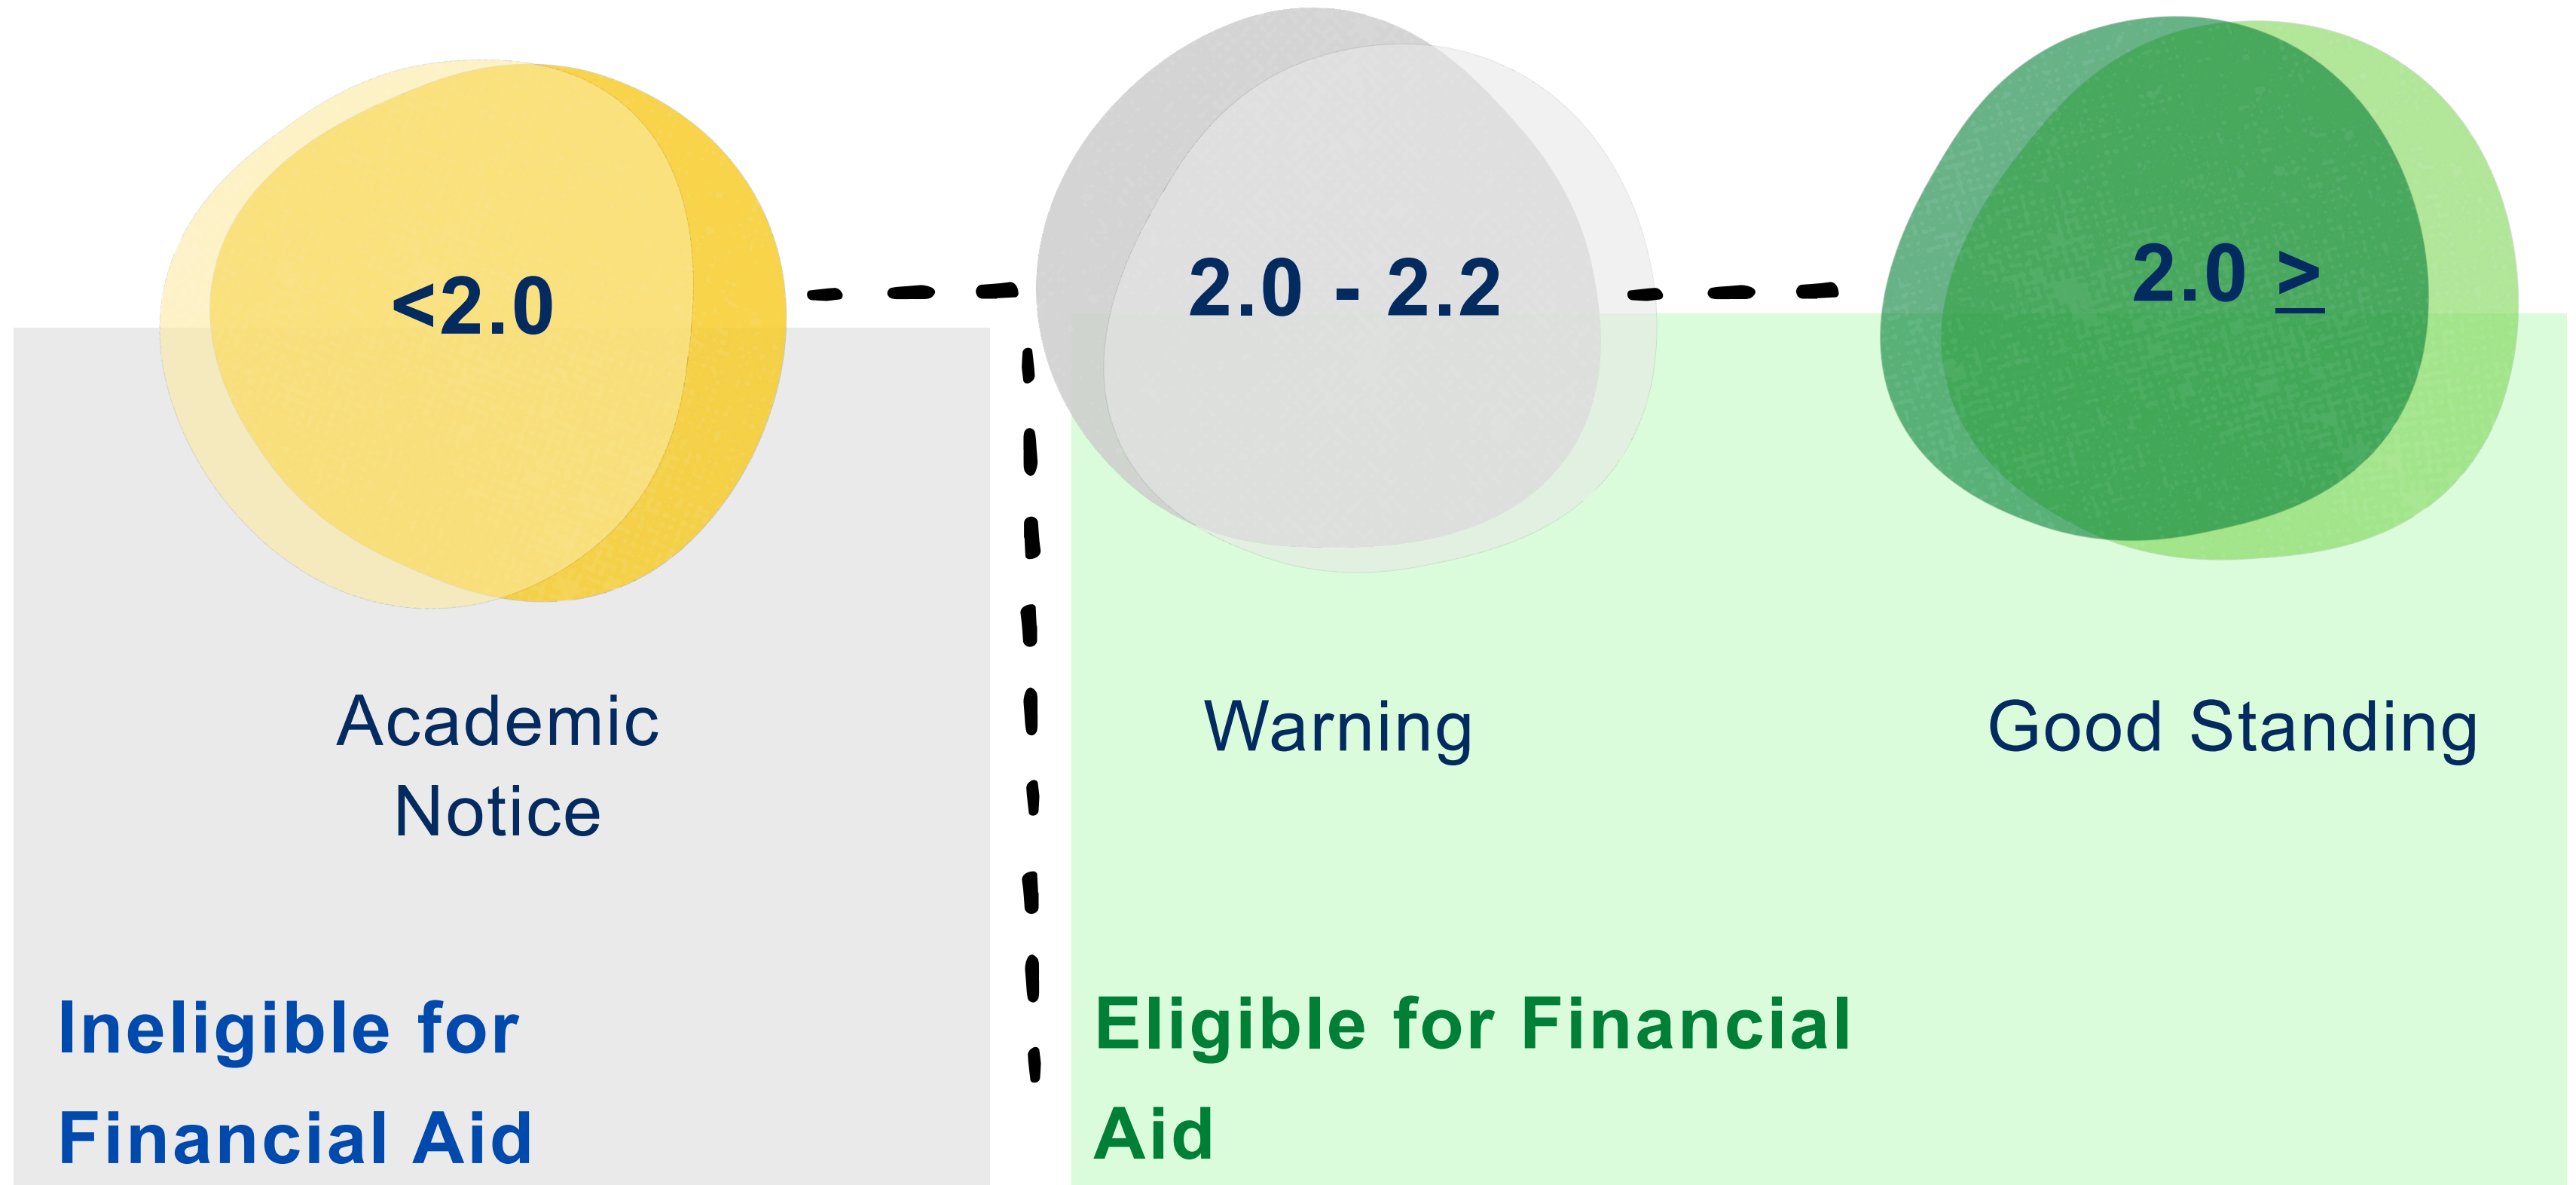 <2.0
2.0 - 2.2
2.0 ≥
Academic
Notice
Warning
Good Standing
Ineligible for
Financial Aid
Eligible for Financial
Aid